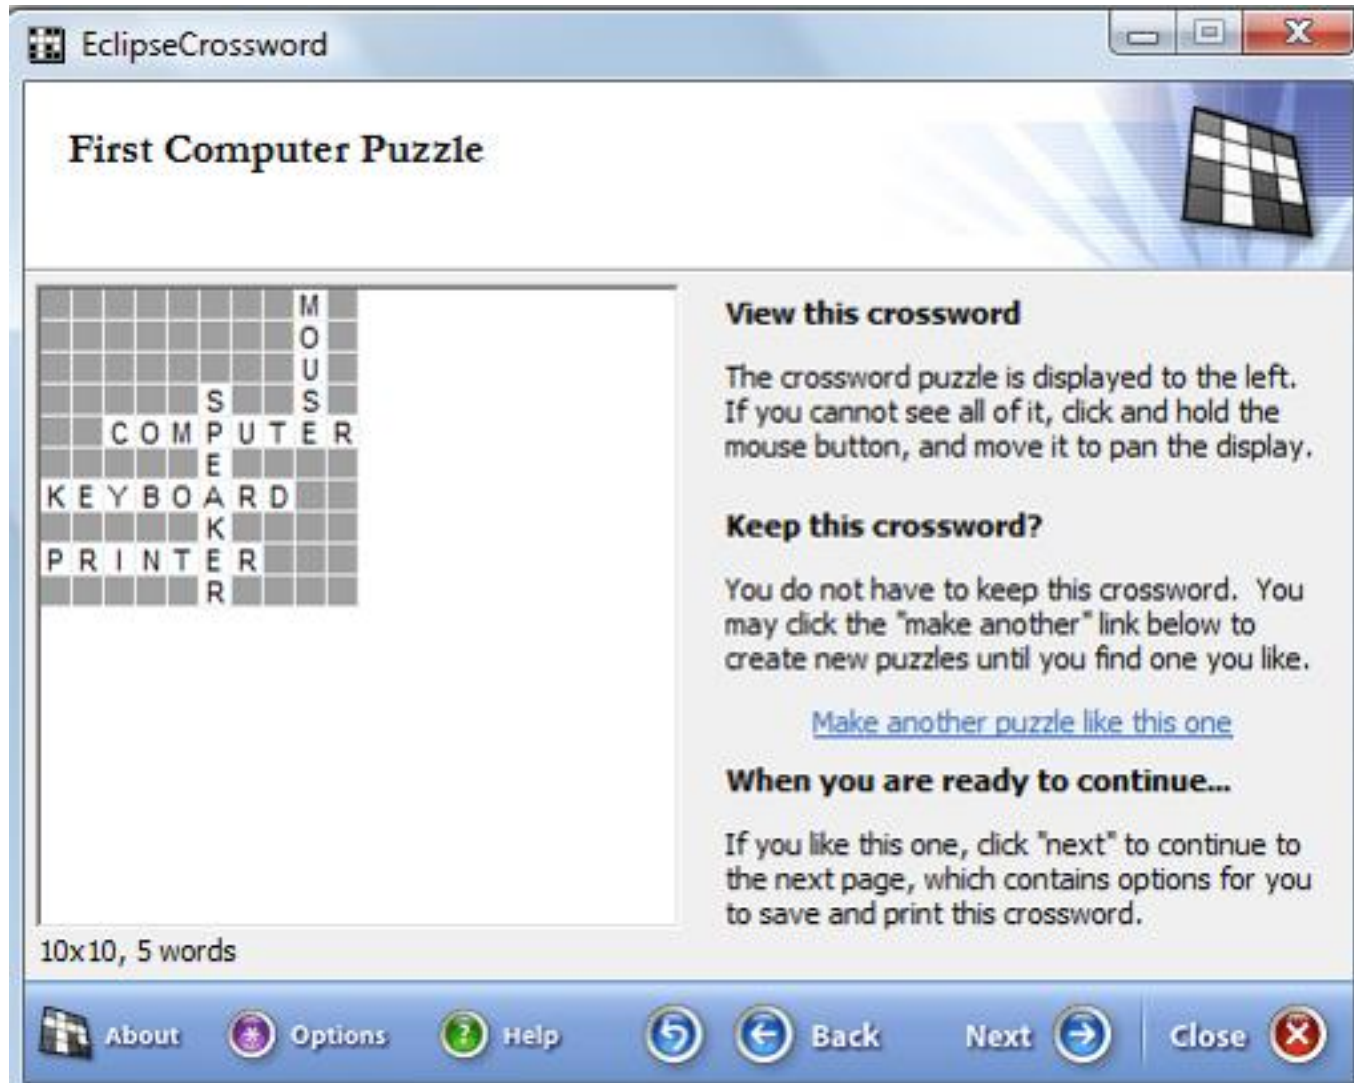 EclipseCrossword
First Computer Puzzle
M
O
U
S S
C O M P U T E R
E
K E Y B O A R D
K
P R I N T E R
R
10x10, 5 words
View this crossword
The crossword puzzle is displayed to the left.
If you cannot see all of it, click and hold the
mouse button, and move it to pan the display.
Keep this crossword?
You do not have to keep this crossword. You
may click the "make another" link below to
create new puzzles until you find one you like.
Make another puzzle like this one
When you are ready to continue...
If you like this one, click "next" to continue to
the next page, which contains options for you
to save and print this crossword.
About Options Help Back Next Close